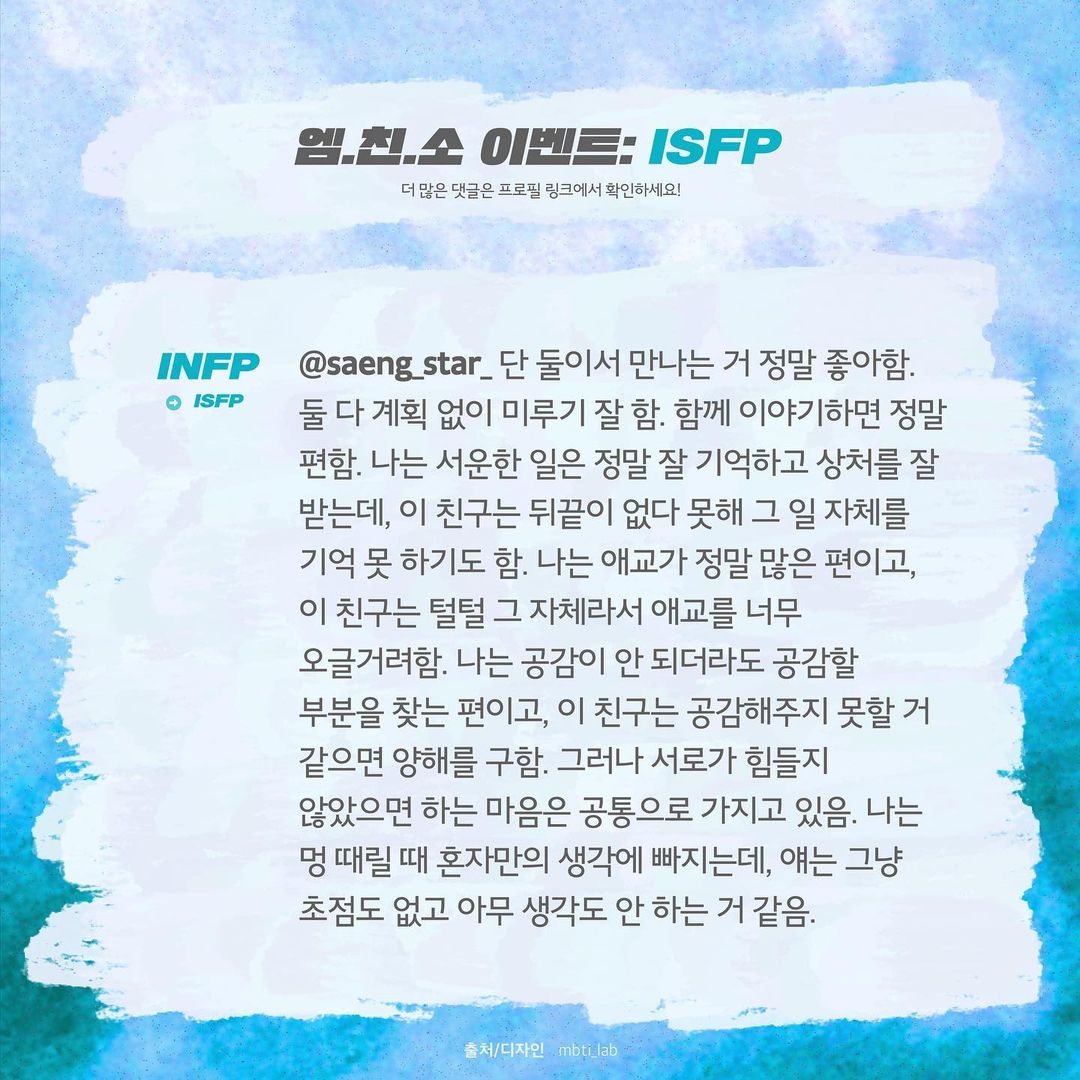 엠.친.소 이벤트: ISFP
더 많은 댓글은 프로필 링크에서 확인하세요!
INFP
ISFP
@saeng_star_ 단 둘이서 만나는 거 정말 좋아함.
둘 다 계획 없이 미루기 잘 함. 함께 이야기하면 정말
편함. 나는 서운한 일은 정말 잘 기억하고 상처를 잘
받는데, 이 친구는 뒤끝이 없다 못해 그 일 자체를
기억 못 하기도 함. 나는 애교가 정말 많은 편이고,
이 친구는 털털 그 자체라서 애교를 너무
오글거려함. 나는 공감이 안 되더라도 공감할
부분을 찾는 편이고, 이 친구는 공감해주지 못할 거
같으면 양해를 구함. 그러나 서로가 힘들지
않았으면 하는 마음은 공통으로 가지고 있음. 나는
멍 때릴 때 혼자만의 생각에 빠지는데, 얘는 그냥
초점도 없고 아무 생각도 안 하는 거 같음.
출처/디자인 mbti_lab